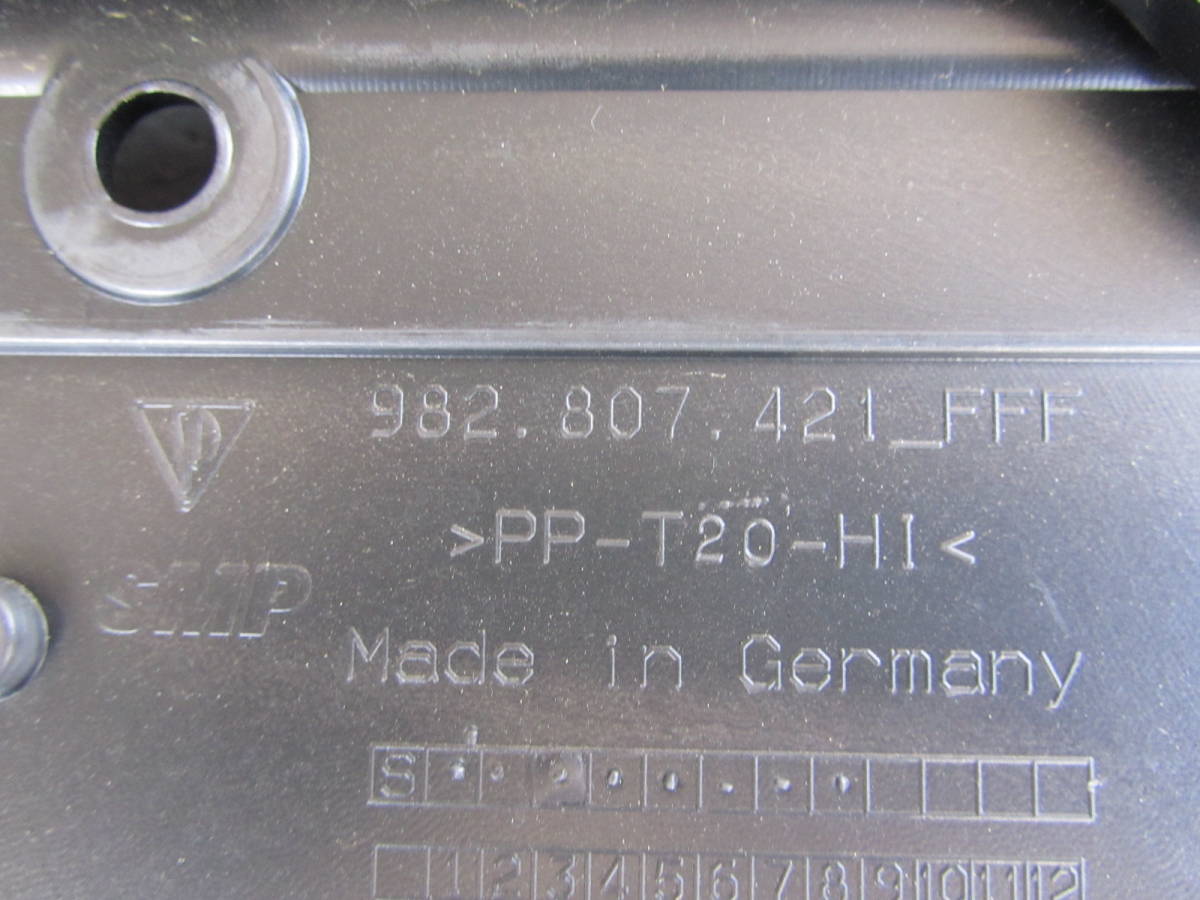 982.807.421_FFF
>PP-T20-HI<
SMP
Made in Germany
S
1 2 3 4 5 6 7 8 9 10 11 12